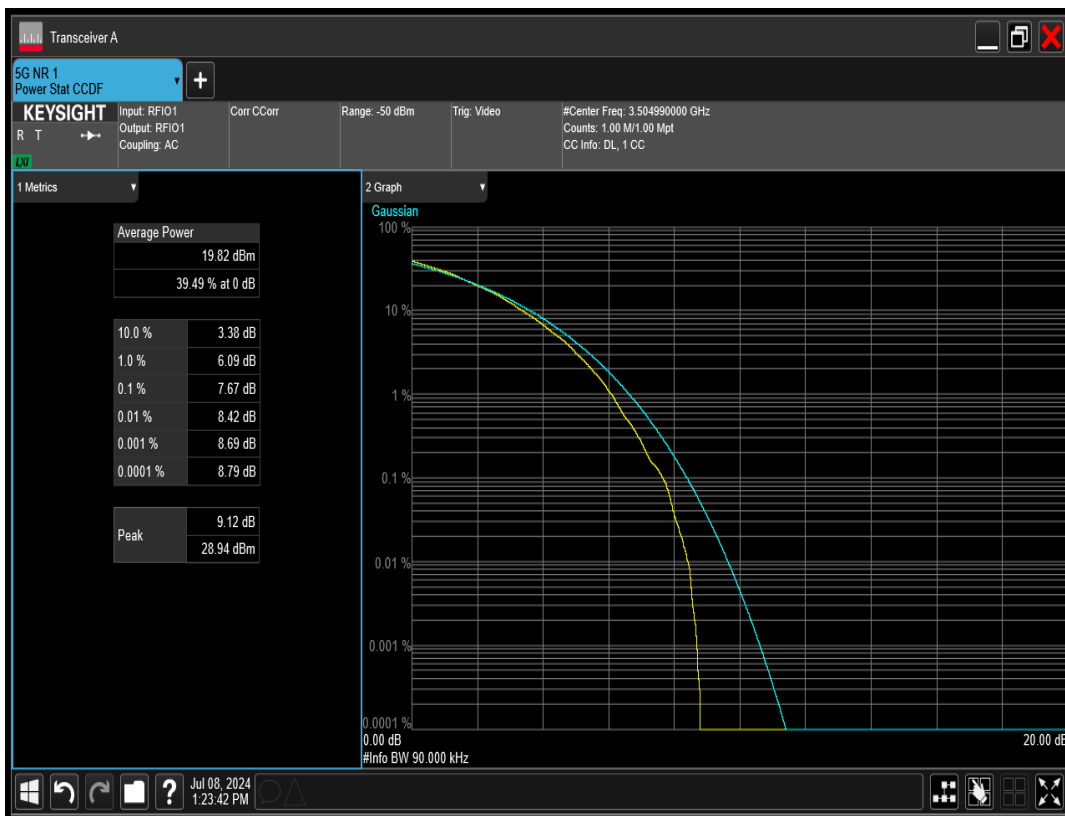 Transceiver A
5G NR 1
Power Stat CCDF
+
KEYSIGHT
R T
LXI
Input: RFIO1
Output: RFIO1
Coupling: AC
Corr CCorr
Range: -50 dBm
Trig: Video
#Center Freq: 3.504990000 GHz
Counts: 1.00 M/1.00 Mpt
CC Info: DL, 1 CC
1 Metrics
Average Power
19.82 dBm
39.49 % at 0 dB
10.0 % 3.38 dB
1.0 % 6.09 dB
0.1 % 7.67 dB
0.01 % 8.42 dB
0.001 % 8.69 dB
0.0001 % 8.79 dB
Peak 9.12 dB
28.94 dBm
2 Graph
Gaussian
100 %
10 %
1 %
0.1 %
0.01 %
0.001 %
0.0001 %
0.00 dB 20.00 dB
#Info BW 90.000 kHz
?
Jul 08, 2024
1:23:42 PM